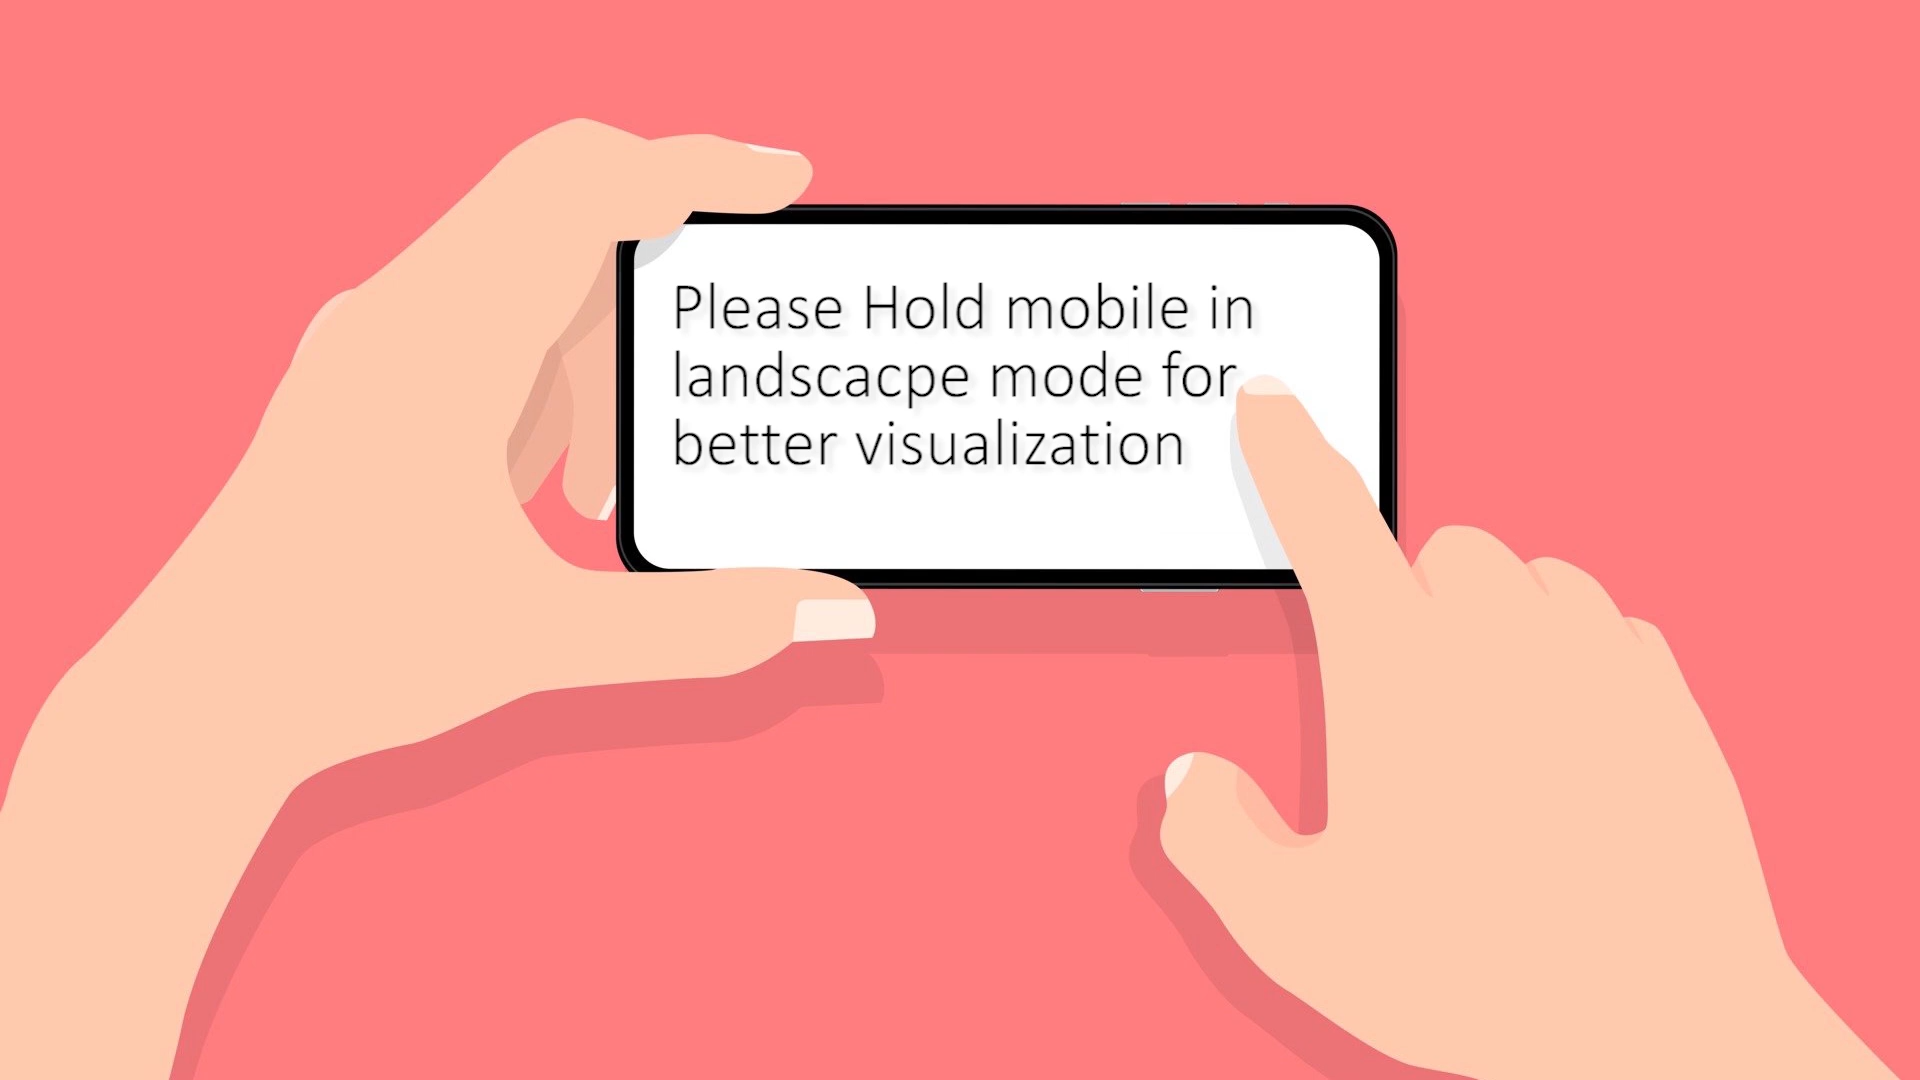 Please Hold mobile in
landscacpe mode for
better visualization